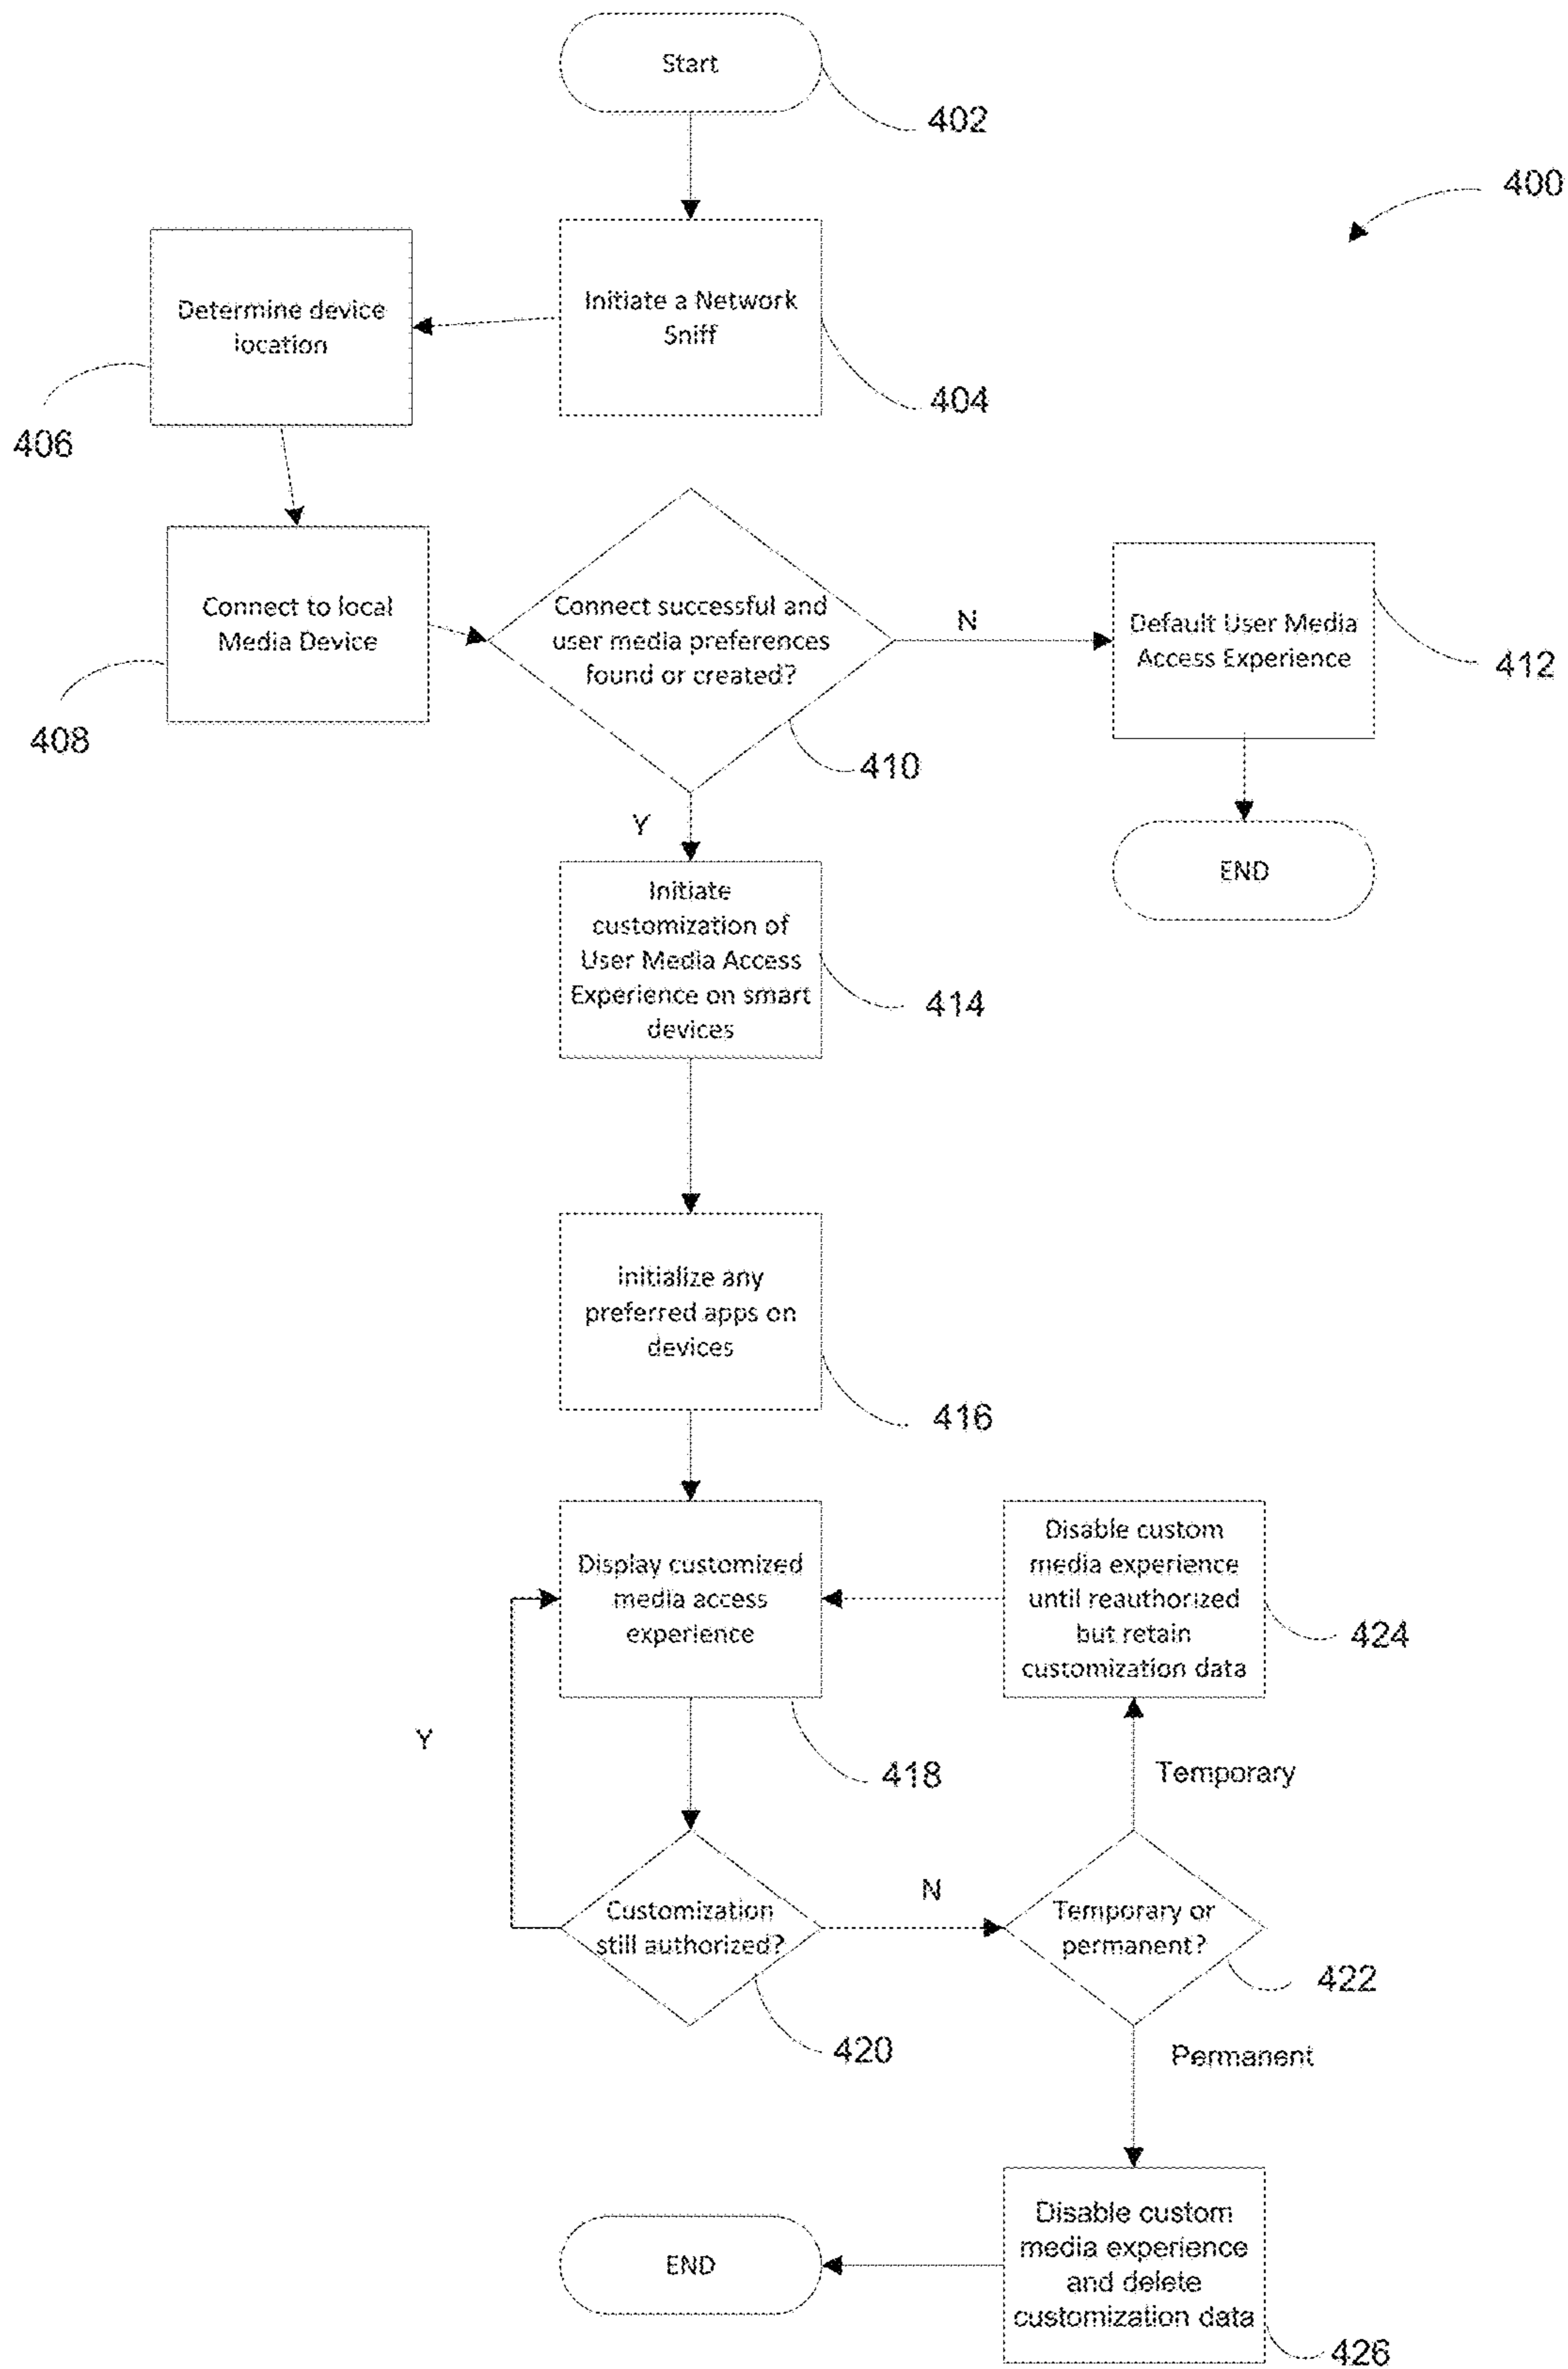 Start
402
400
Initiate a Network
Sniff
404
Determine device
location
406
Connect to local
Media Device
408
Connect successful and
user media preferences
found or created?
410
N
Default User Media
Access Experience
412
END
Y
Initiate
customization of
User Media Access
Experience on smart
devices
414
initialize any
preferred apps on
devices
416
Display customized
media access
experience
418
Disable custom
media experience
until reauthorized
but retain
customization data
424
Y
Temporary
Customization
still authorized?
420
N
Temporary or
permanent?
422
Permanent
Disable custom
media experience
and delete
customization data
426
END